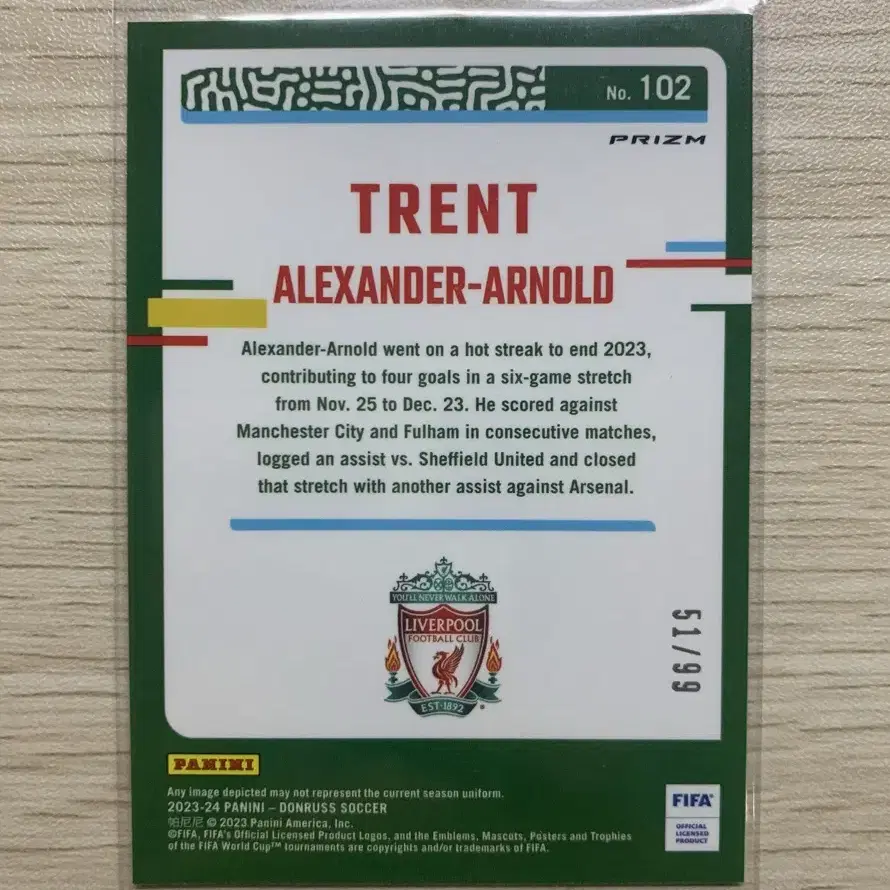 No. 102
PRIZM
TRENT
ALEXANDER-ARNOLD
Alexander-Arnold went on a hot streak to end 2023,
contributing to four goals in a six-game stretch
from Nov. 25 to Dec. 23. He scored against
Manchester City and Fulham in consecutive matches,
logged an assist vs. Sheffield United and closed
that stretch with another assist against Arsenal.
YOU'LL NEVER WALK ALONE
LIVERPOOL
FOOTBALL CLUB
EST·1892
51/99
PANINI
Any image depicted may not represent the current season uniform.
2023-24 PANINI – DONRUSS SOCCER
帕尼尼 © 2023 Panini America, Inc.
©FIFA, FIFA's Official Licensed Product Logos, and the Emblems, Mascots, Posters and Trophies
of the FIFA World Cup™ tournaments are copyrights and/or trademarks of FIFA.
FIFA®
OFFICIAL
LICENSED
PRODUCT